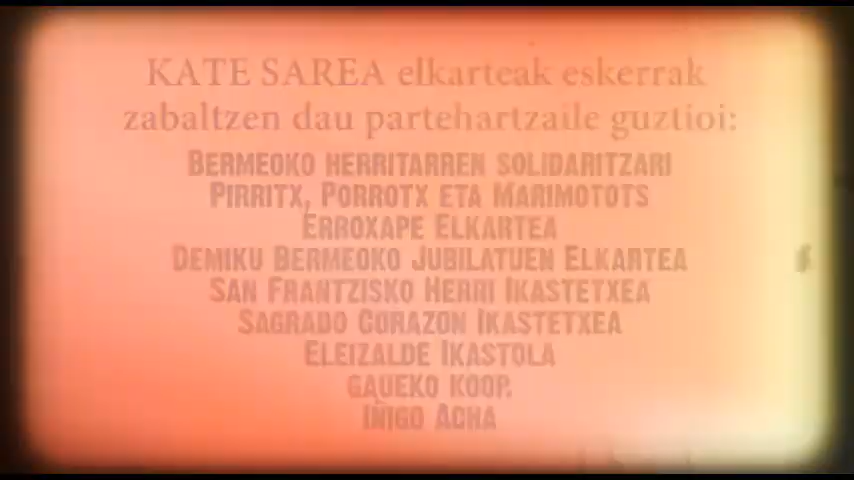 KATE SAREA elkarteak eskerrak
zabaltzen dau partehartzaile guztioi:
BERMEOKO HERRITARREN SOLIDARITZARI
PIRRITX, PORROTX ETA MARIMOTOTS
ERROXAPE ELKARTEA
DEMIKU BERMEOKO JUBILATUEN ELKARTEA
SAN FRANTZISKO HERRI IKASTETXEA
SAGRADO CORAZON IKASTETXEA
ELEIZALDE IKASTOLA
GAUEKO KOOP.
IÑIGO ACHA